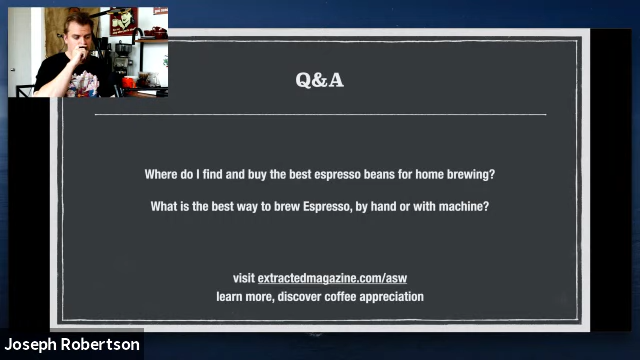 Q&A
Where do I find and buy the best espresso beans for home brewing?
What is the best way to brew Espresso, by hand or with machine?
visit extractedmagazine.com/asw
learn more, discover coffee appreciation
Joseph Robertson